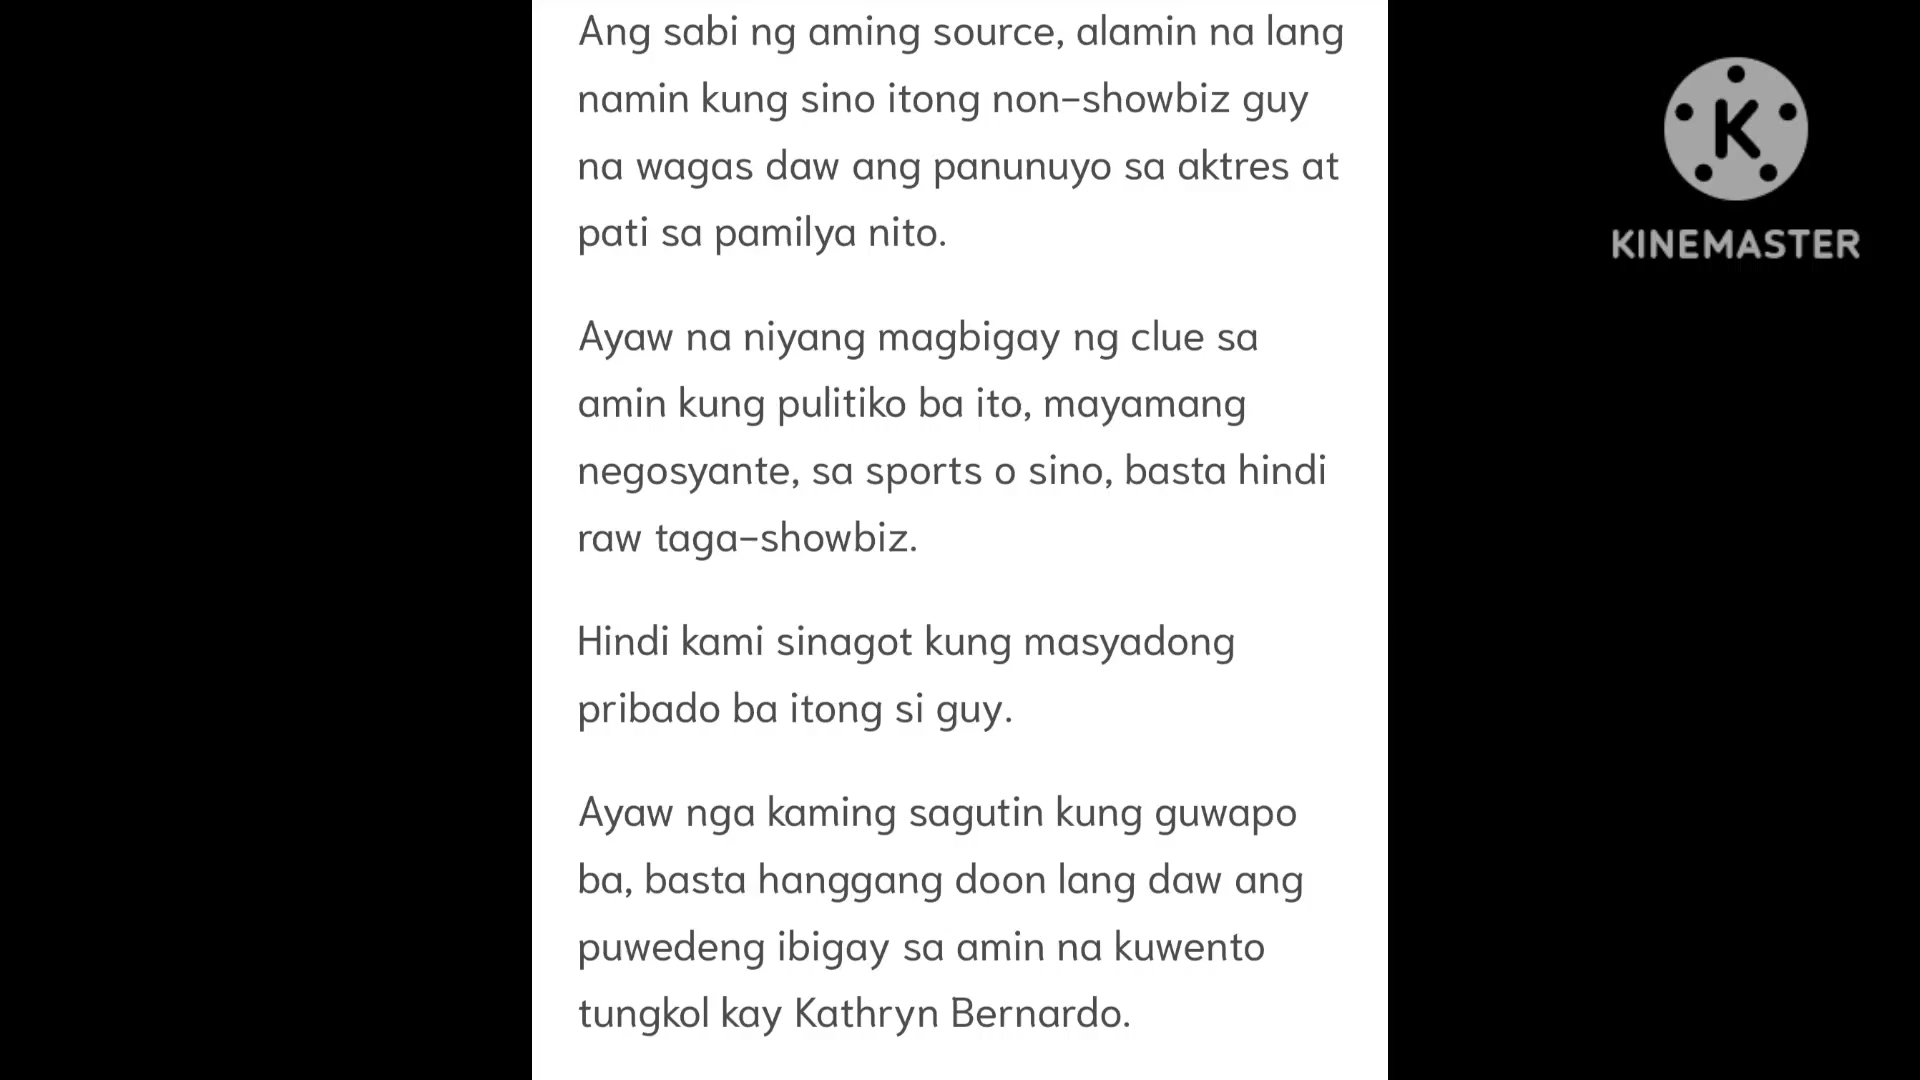 Ang sabi ng aming source, alamin na lang
namin kung sino itong non-showbiz guy
na wagas daw ang panunuyo sa aktres at
pati sa pamilya nito.
Ayaw na niyang magbigay ng clue sa
amin kung pulitiko ba ito, mayamang
negosyante, sa sports o sino, basta hindi
raw taga-showbiz.
Hindi kami sinagot kung masyadong
pribado ba itong si guy.
Ayaw nga kaming sagutin kung guwapo
ba, basta hanggang doon lang daw ang
puwedeng ibigay sa amin na kuwento
tungkol kay Kathryn Bernardo.
K
KINEMASTER